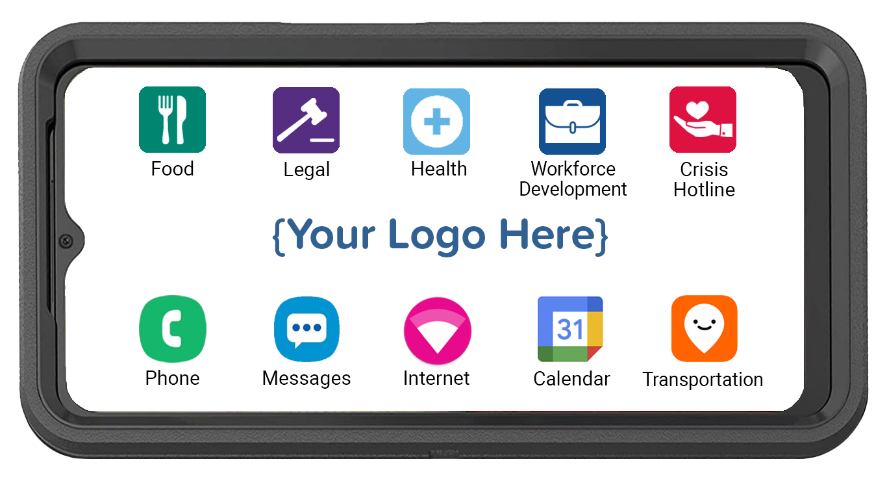 Food
Legal
Health
Workforce
Development
Crisis
Hotline
{Your Logo Here}
31
Phone
Messages
Internet
Calendar
Transportation